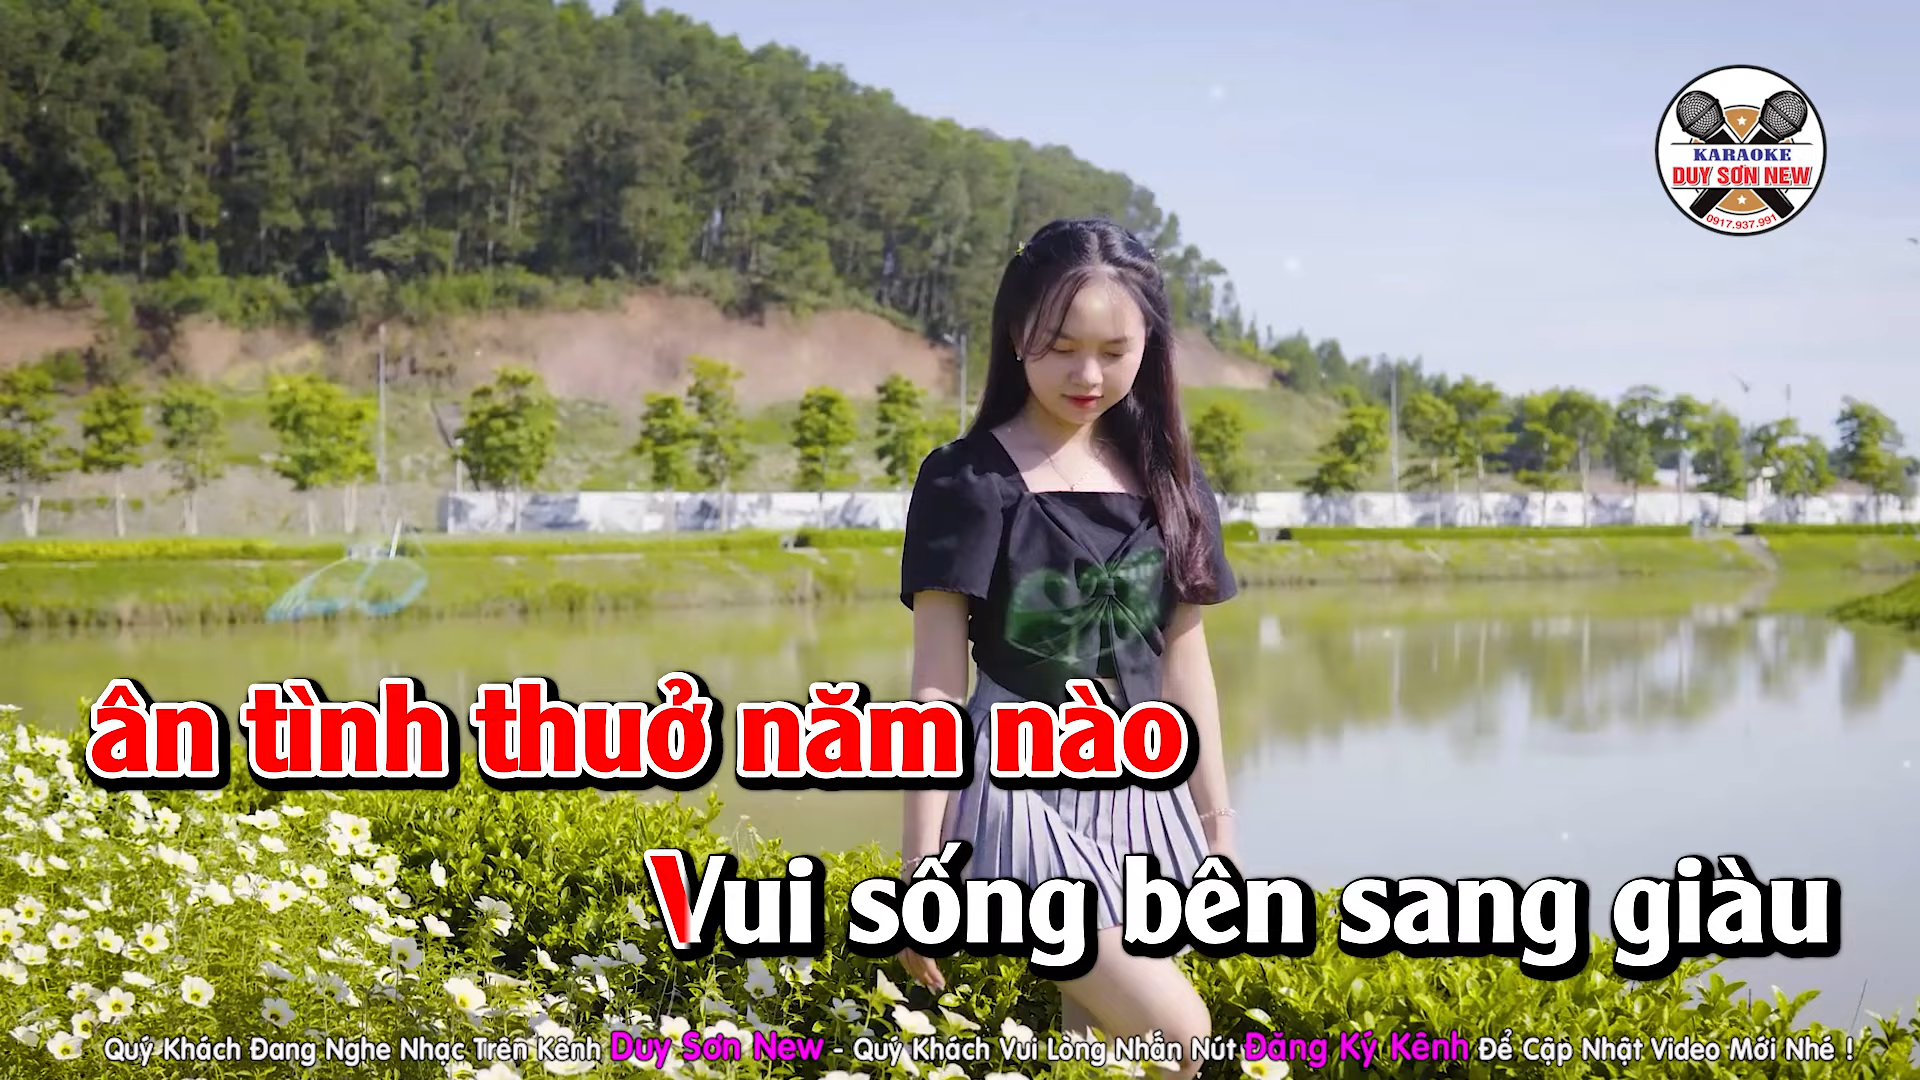 KARAOKE
DUY SƠN NEW
0917.937.991
ân tình thuở năm nào
Vui sống bên sang giàu
Quý Khách Đang Nghe Nhạc Trên Kênh Duy Sơn New - Quý Khách Vui Lòng Nhấn Nút Đăng Ký Kênh Để Cập Nhật Video Mới Nhé !